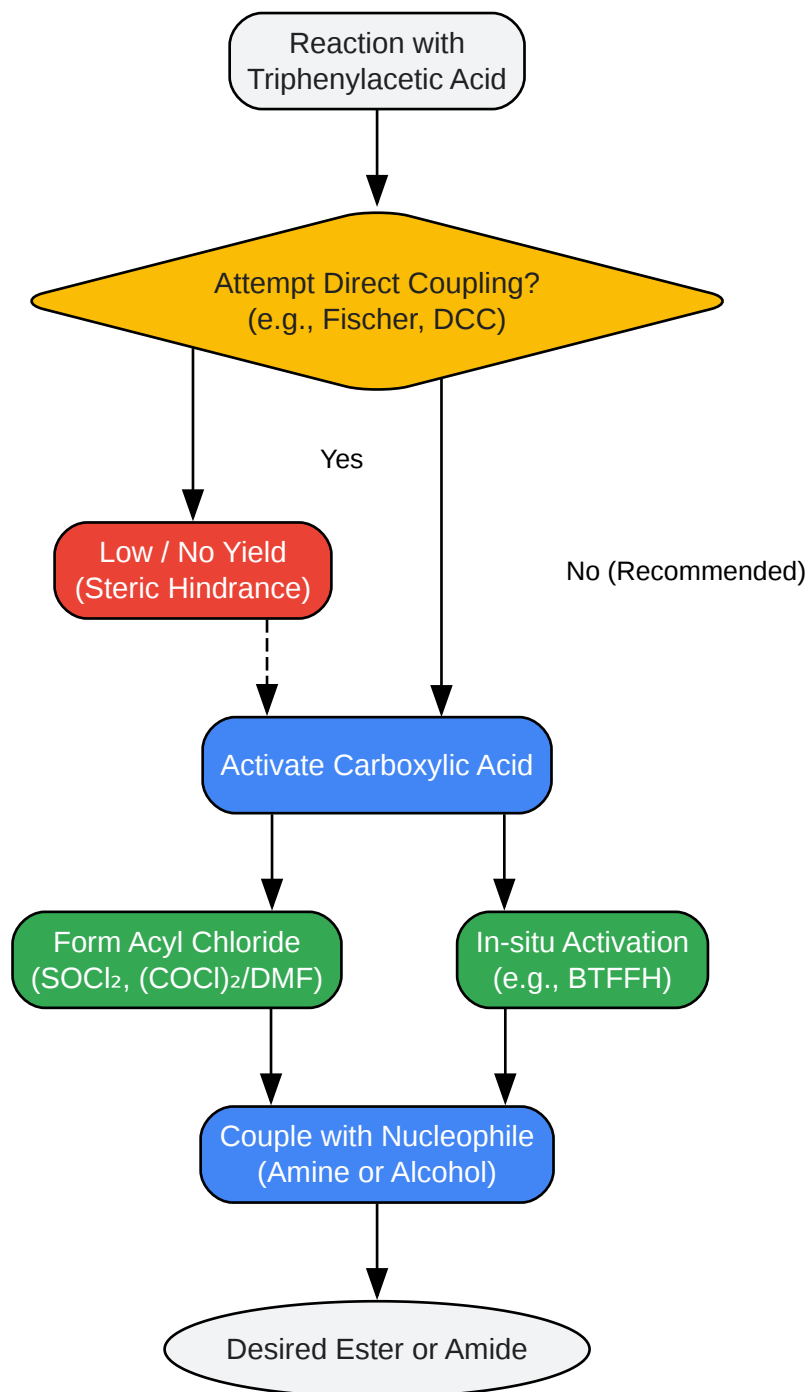 Reaction with
Triphenylacetic Acid
Attempt Direct Coupling?
(e.g., Fischer, DCC)
Yes
Low / No Yield
(Steric Hindrance)
No (Recommended)
Activate Carboxylic Acid
Form Acyl Chloride
(SOCl₂, (COCl)₂/DMF)
In-situ Activation
(e.g., BTFFH)
Couple with Nucleophile
(Amine or Alcohol)
Desired Ester or Amide